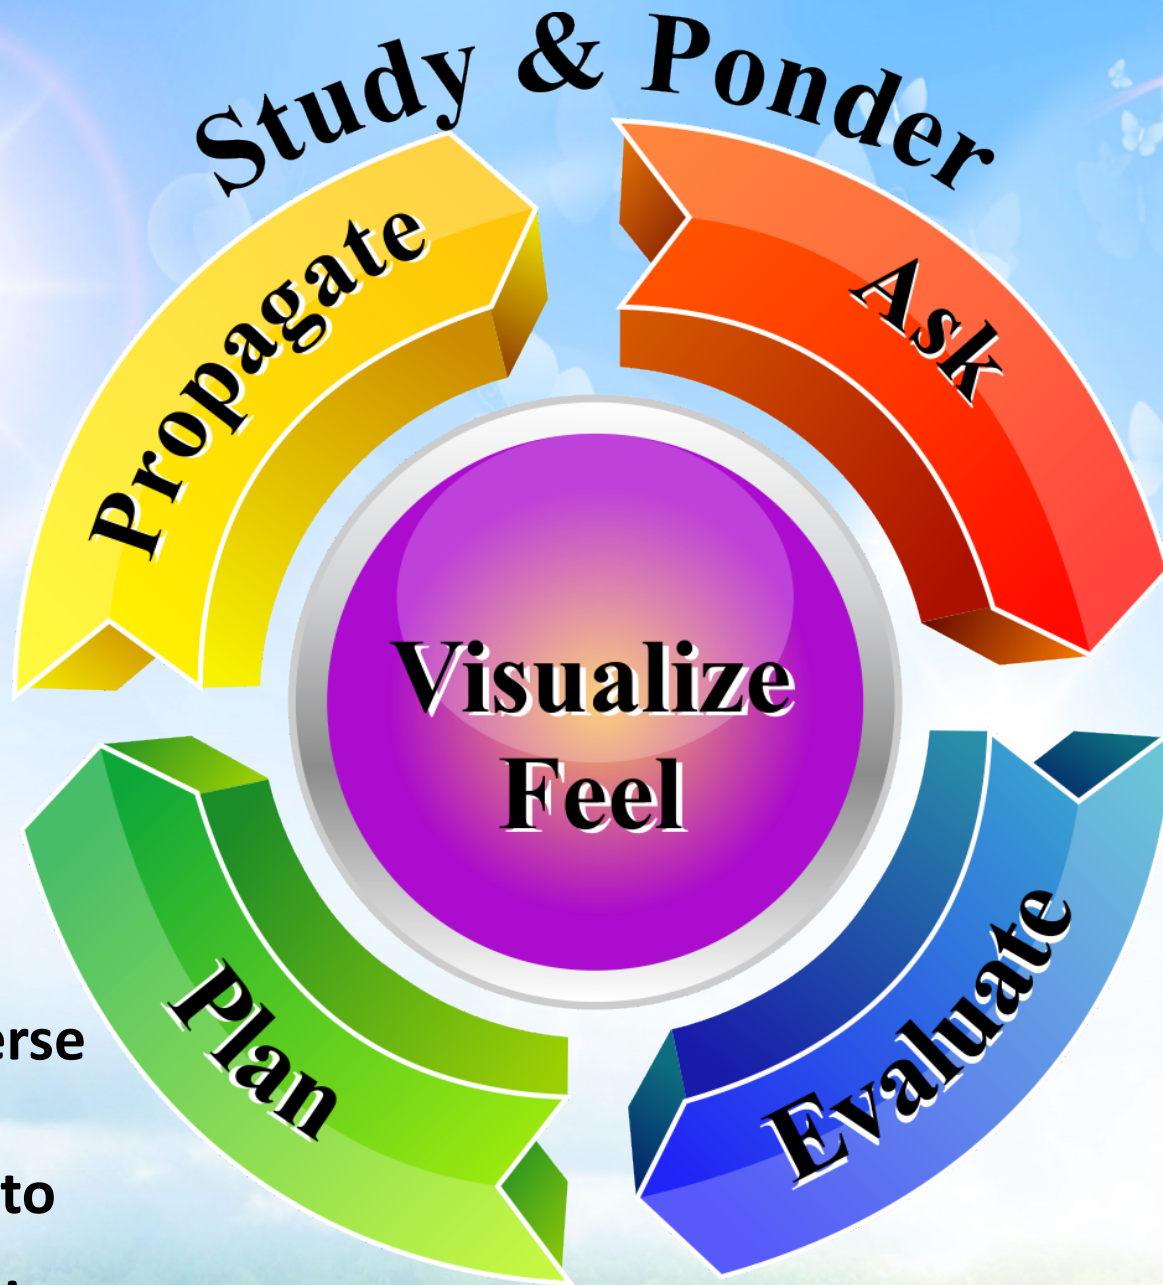 Study & Ponder
Propagate
Ask
Visualize
Feel
Plan
Evaluate
erse
to